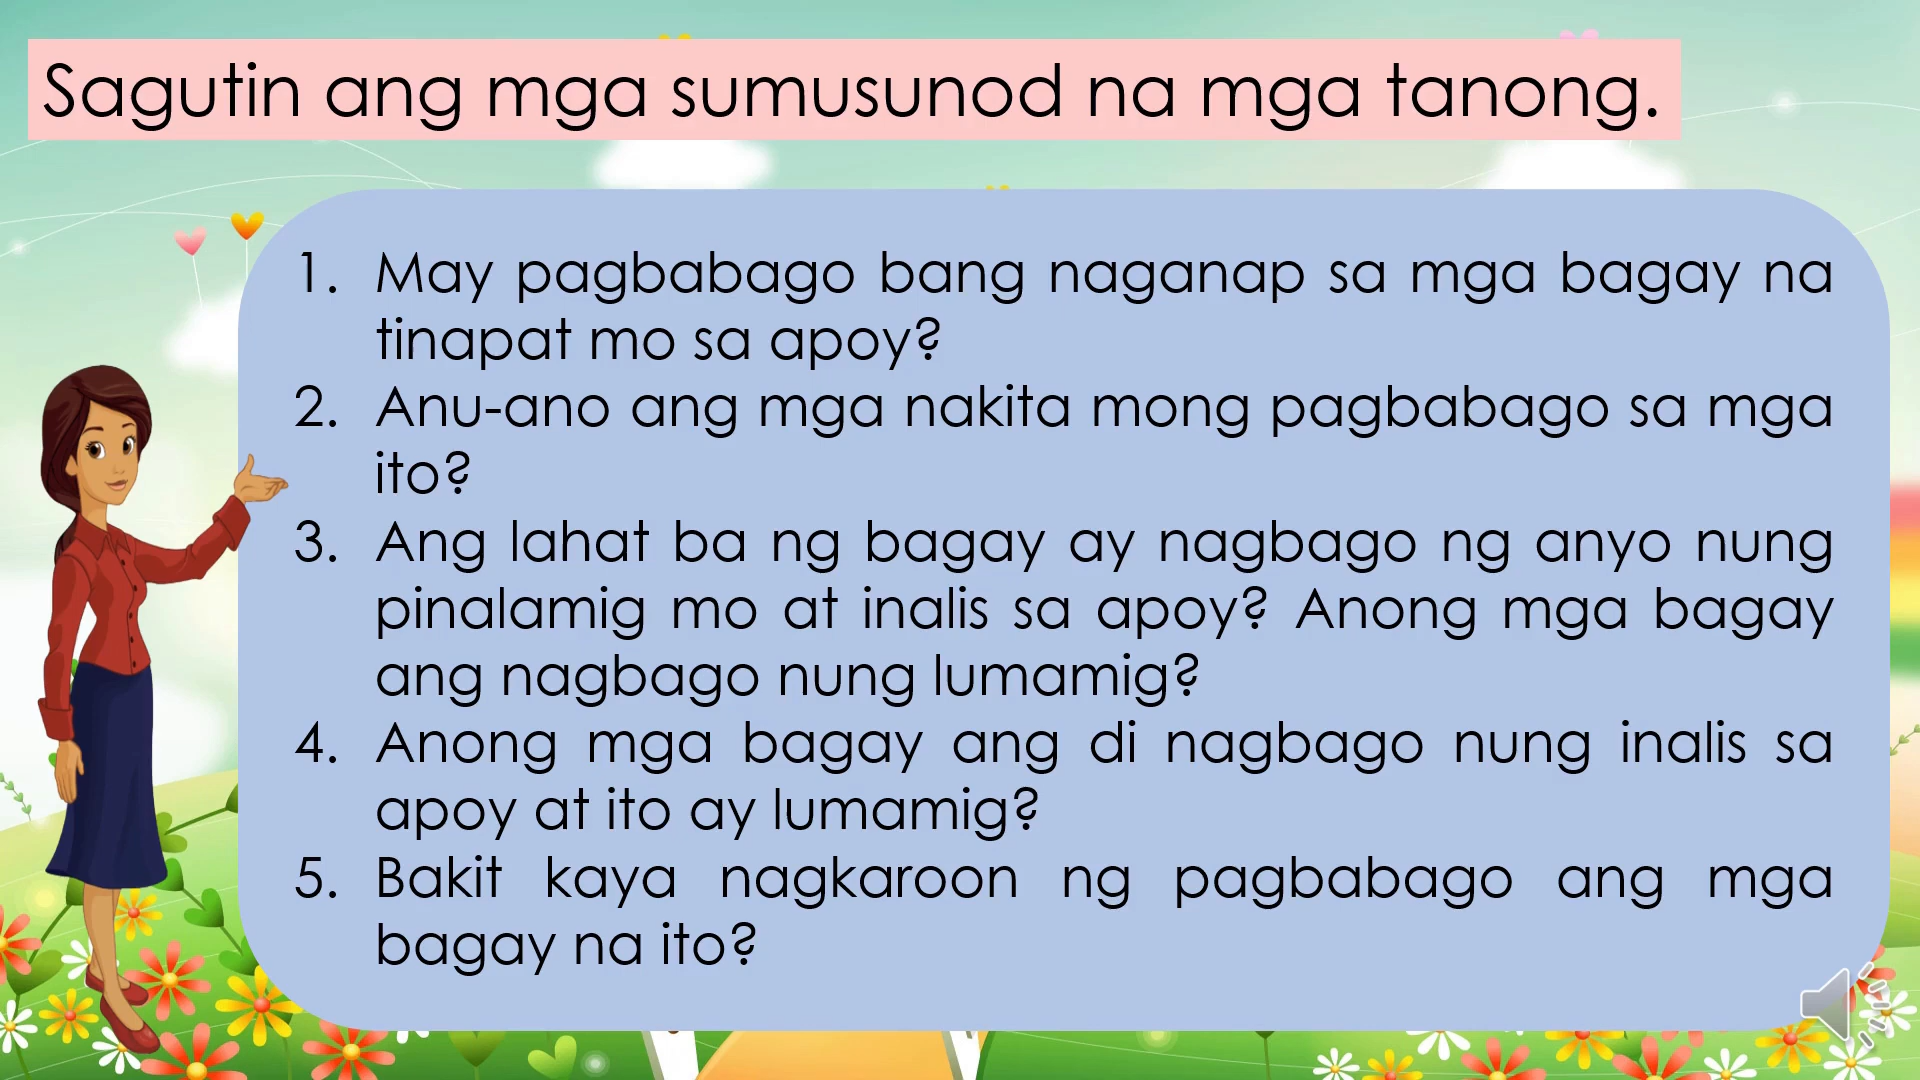 Sagutin ang mga sumusunod na mga tanong.
1. May pagbabago bang naganap sa mga bagay na
tinapat mo sa apoy?
2. Anu-ano ang mga nakita mong pagbabago sa mga
ito?
3. Ang lahat ba ng bagay ay nagbago ng anyo nung
pinalamig mo at inalis sa apoy? Anong mga bagay
ang nagbago nung lumamig?
4. Anong mga bagay ang di nagbago nung inalis sa
apoy at ito ay lumamig?
5. Bakit kaya nagkaroon ng pagbabago ang mga
bagay na ito?